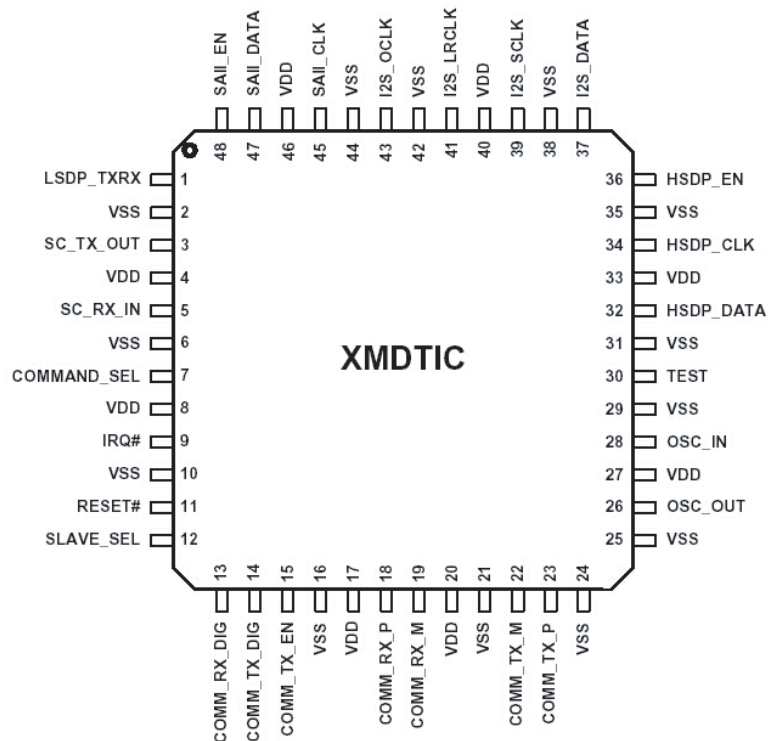 SAII_EN
SAII_DATA
VDD
SAII_CLK
VSS
I2S_OCLK
VSS
I2S_LRCLK
VDD
I2S_SCLK
VSS
I2S_DATA
48 47 46 45 44 43 42 41 40 39 38 37
LSDP_TXRX 1
VSS 2
SC_TX_OUT 3
VDD 4
SC_RX_IN 5
VSS 6
COMMAND_SEL 7
VDD 8
IRQ# 9
VSS 10
RESET# 11
SLAVE_SEL 12
XMDTIC
36 HSDP_EN
35 VSS
34 HSDP_CLK
33 VDD
32 HSDP_DATA
31 VSS
30 TEST
29 VSS
28 OSC_IN
27 VDD
26 OSC_OUT
25 VSS
13 14 15 16 17 18 19 20 21 22 23 24
COMM_RX_DIG
COMM_TX_DIG
COMM_TX_EN
VSS
VDD
COMM_RX_P
COMM_RX_M
VDD
VSS
COMM_TX_M
COMM_TX_P
VSS